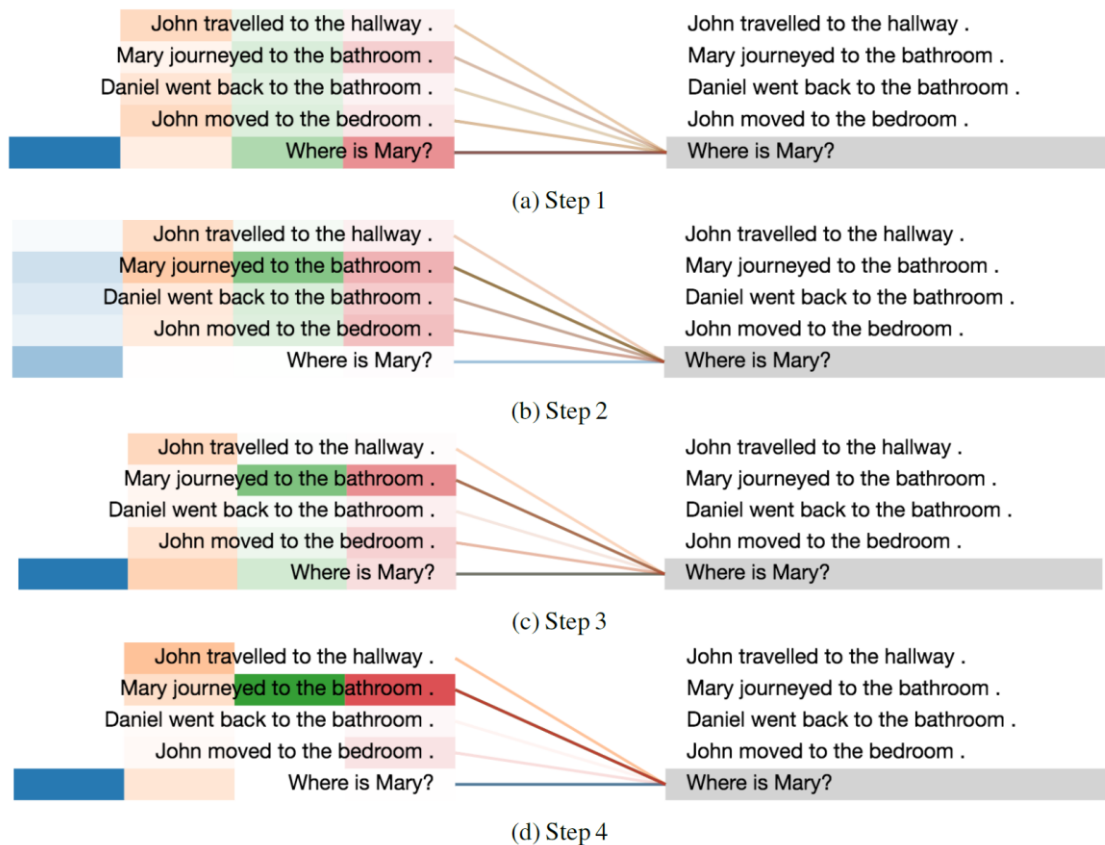 John travelled to the hallway . John travelled to the hallway .
Mary journeyed to the bathroom . Mary journeyed to the bathroom .
Daniel went back to the bathroom . Daniel went back to the bathroom .
John moved to the bedroom . John moved to the bedroom .
Where is Mary? Where is Mary?
(a) Step 1
John travelled to the hallway . John travelled to the hallway .
Mary journeyed to the bathroom . Mary journeyed to the bathroom .
Daniel went back to the bathroom . Daniel went back to the bathroom .
John moved to the bedroom . John moved to the bedroom .
Where is Mary? Where is Mary?
(b) Step 2
John travelled to the hallway . John travelled to the hallway .
Mary journeyed to the bathroom . Mary journeyed to the bathroom .
Daniel went back to the bathroom . Daniel went back to the bathroom .
John moved to the bedroom . John moved to the bedroom .
Where is Mary? Where is Mary?
(c) Step 3
John travelled to the hallway . John travelled to the hallway .
Mary journeyed to the bathroom . Mary journeyed to the bathroom .
Daniel went back to the bathroom . Daniel went back to the bathroom .
John moved to the bedroom . John moved to the bedroom .
Where is Mary? Where is Mary?
(d) Step 4